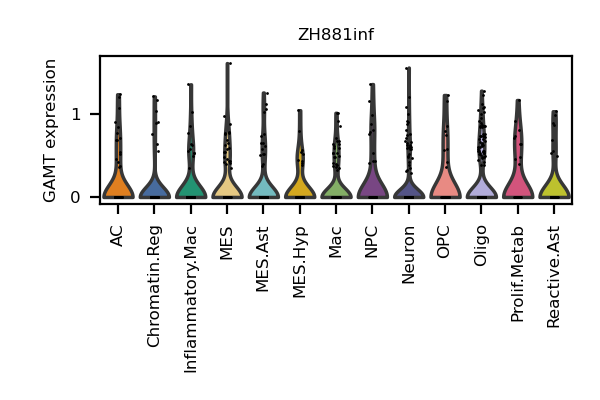 ZH881inf
GAMT expression
1
0
AC
Chromatin.Reg
Inflammatory.Mac
MES
MES.Ast
MES.Hyp
Mac
NPC
Neuron
OPC
Oligo
Prolif.Metab
Reactive.Ast